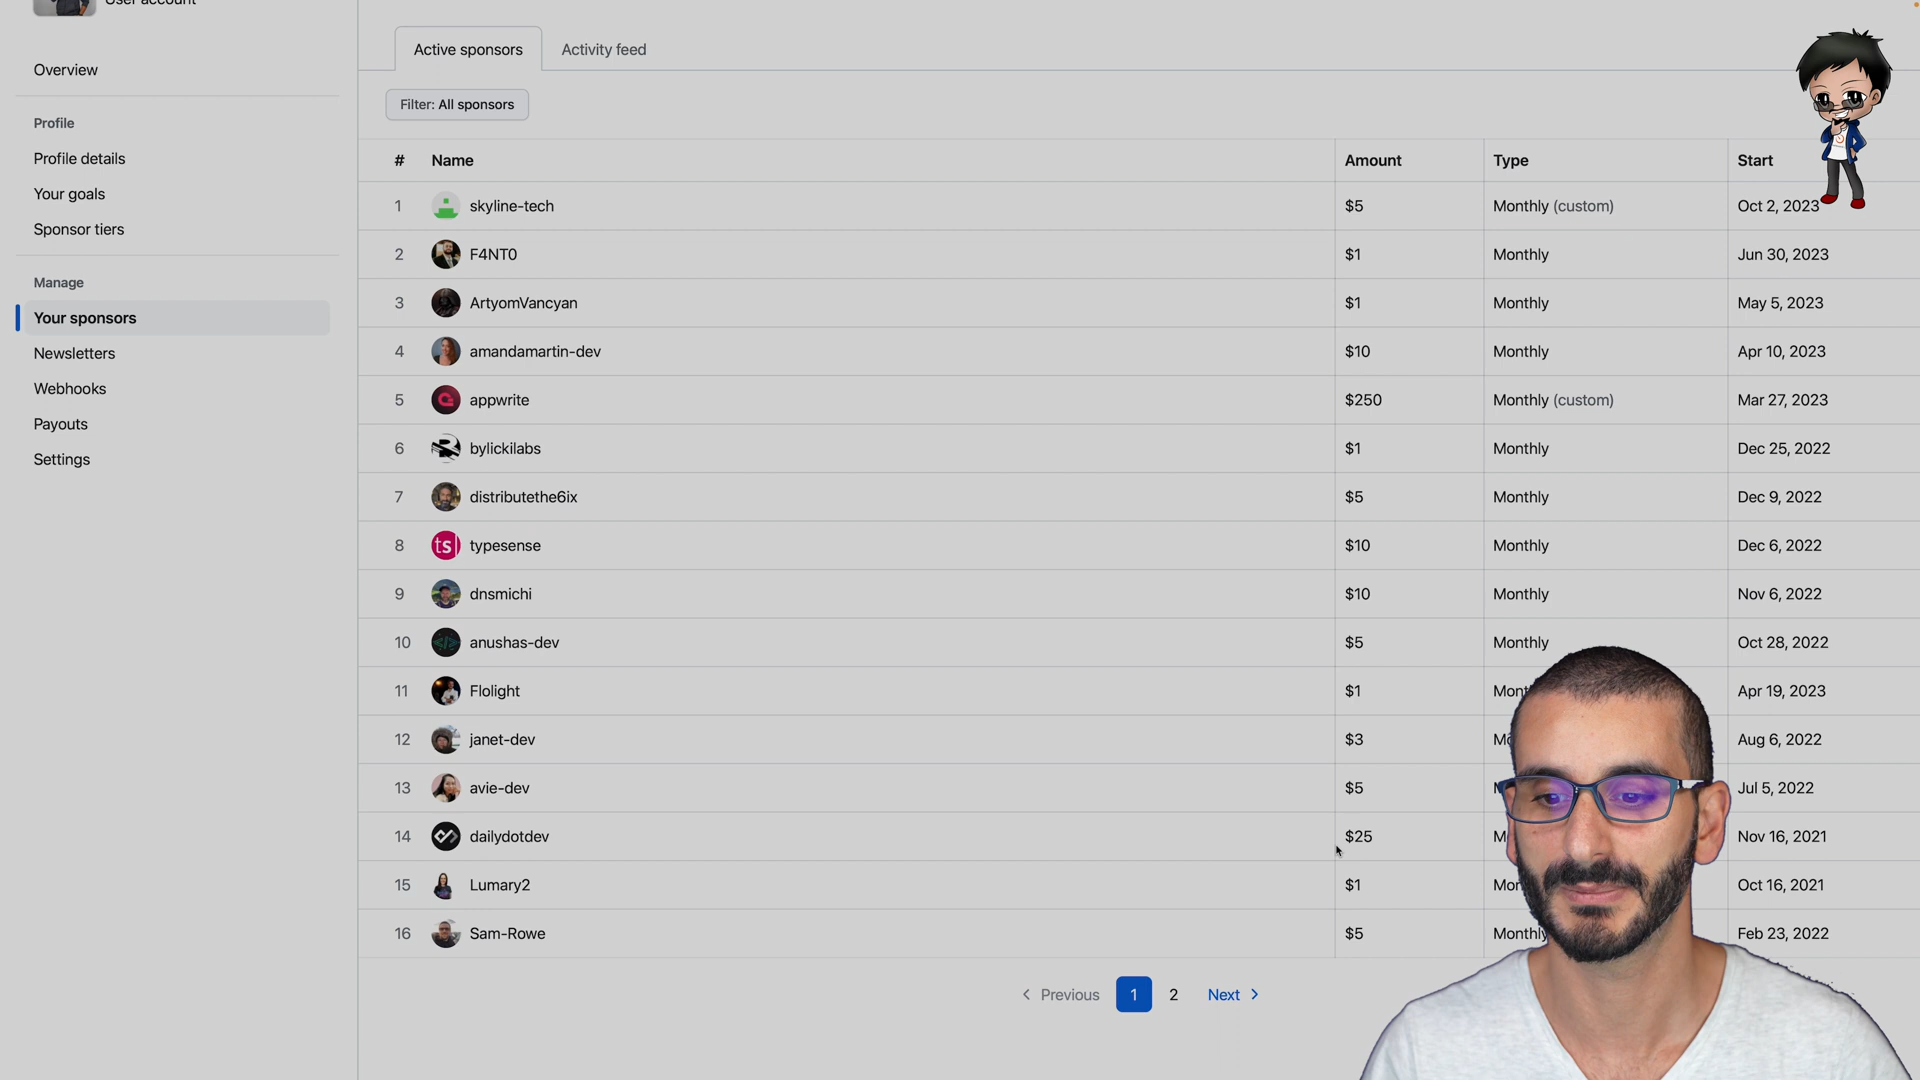 User account
Overview
Profile
Profile details
Your goals
Sponsor tiers
Manage
Your sponsors
Newsletters
Webhooks
Payouts
Settings
Active sponsors Activity feed
Filter: All sponsors
# Name Amount Type Start
1 skyline-tech $5 Monthly (custom) Oct 2, 2023
2 F4NT0 $1 Monthly Jun 30, 2023
3 ArtyomVancyan $1 Monthly May 5, 2023
4 amandamartin-dev $10 Monthly Apr 10, 2023
5 appwrite $250 Monthly (custom) Mar 27, 2023
6 bylickilabs $1 Monthly Dec 25, 2022
7 distributethe6ix $5 Monthly Dec 9, 2022
8 ts typesense $10 Monthly Dec 6, 2022
9 dnsmichi $10 Monthly Nov 6, 2022
10 anushas-dev $5 Monthly Oct 28, 2022
11 Flolight $1 Mont Apr 19, 2023
12 janet-dev $3 Mo Aug 6, 2022
13 avie-dev $5 Jul 5, 2022
14 dailydotdev $25 M Nov 16, 2021
15 Lumary2 $1 Mon Oct 16, 2021
16 Sam-Rowe $5 Monthly Feb 23, 2022
Previous 1 2 Next